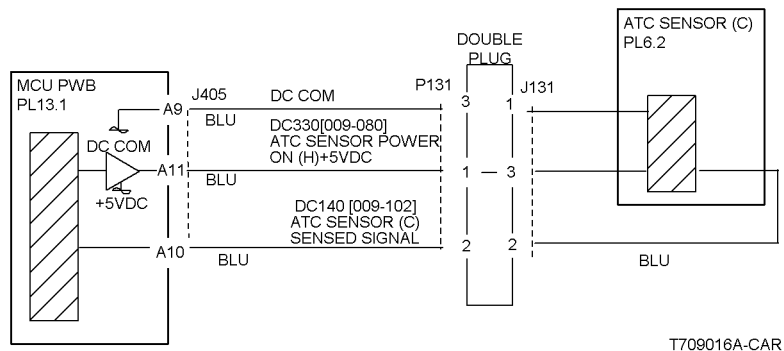 ATC SENSOR (C)
PL6.2
DOUBLE
PLUG
MCU PWB
PL13.1
J405
P131
J131
DC COM
A9
BLU
3
1
DC330[009-080]
ATC SENSOR POWER
ON (H)+5VDC
DC COM
A11
BLU
1
3
+5VDC
DC140 [009-102]
ATC SENSOR (C)
SENSED SIGNAL
A10
BLU
2
2
BLU
T709016A-CAR